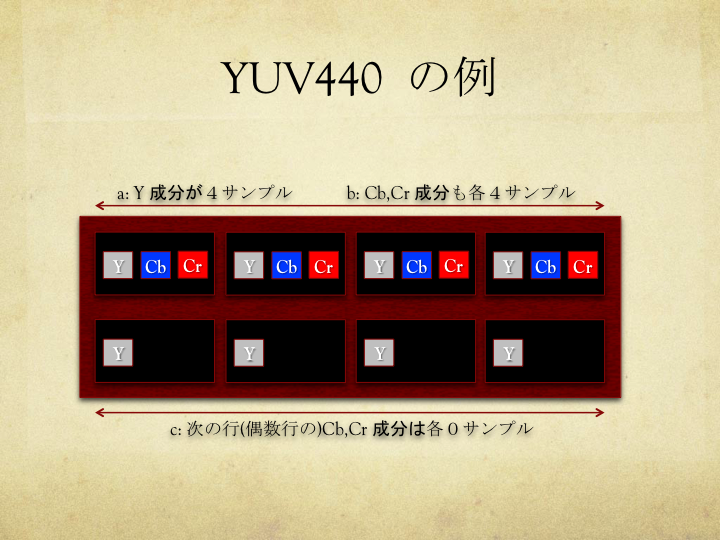 YUV440 の例
a: Y 成分が４サンプル
b: Cb,Cr 成分も各４サンプル
Y Cb Cr Y Cb Cr Y Cb Cr Y Cb Cr
Y Y Y Y
c: 次の行(偶数行の)Cb,Cr 成分は各０サンプル